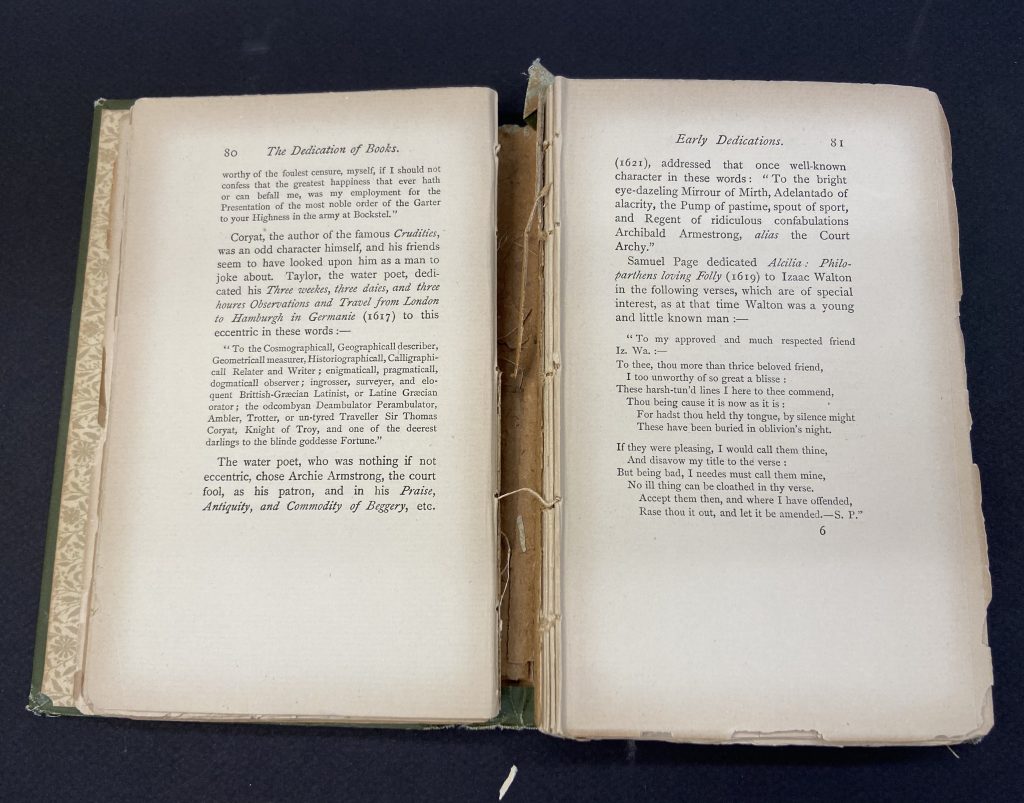 80 The Dedication of Books.
worthy of the foulest censure, myself, if I should not
confess that the greatest happiness that ever hath
or can befall me, was my employment for the
Presentation of the most noble order of the Garter
to your Highness in the army at Bockstel."
Coryat, the author of the famous Crudities,
was an odd character himself, and his friends
seem to have looked upon him as a man to
joke about. Taylor, the water poet, dedi-
cated his Three weekes, three daies, and three
houres Observations and Travel from London
to Hamburgh in Germanie (1617) to this
eccentric in these words :—
"To the Cosmographicall, Geographicall describer,
Geometricall measurer, Historiographicall, Calligraphi-
call Relater and Writer ; enigmaticall, pragmaticall,
dogmaticall observer ; ingrosser, surveyer, and elo-
quent Brittish-Græcian Latinist, or Latine Græcian
orator ; the odcombyan Deambulator Perambulator,
Ambler, Trotter, or un-tyred Traveller Sir Thomas
Coryat, Knight of Troy, and one of the deerest
darlings to the blinde goddesse Fortune."
The water poet, who was nothing if not
eccentric, chose Archie Armstrong, the court
fool, as his patron, and in his Praise,
Antiquity, and Commodity of Beggery, etc.
Early Dedications. 81
(1621), addressed that once well-known
character in these words : "To the bright
eye-dazeling Mirrour of Mirth, Adelantado of
alacrity, the Pump of pastime, spout of sport,
and Regent of ridiculous confabulations
Archibald Armstrong, alias the Court
Archy."
Samuel Page dedicated Alcilia : Philo-
parthens loving Folly (1619) to Izaac Walton
in the following verses, which are of special
interest, as at that time Walton was a young
and little known man :—
"To my approved and much respected friend
Iz. Wa. :—
To thee, thou more than thrice beloved friend,
I too unworthy of so great a blisse :
These harsh-tun'd lines I here to thee commend,
Thou being cause it is now as it is :
For hadst thou held thy tongue, by silence might
These have been buried in oblivion's night.
If they were pleasing, I would call them thine,
And disavow my title to the verse :
But being bad, I needes must call them mine,
No ill thing can be cloathed in thy verse.
Accept them then, and where I have offended,
Rase thou it out, and let it be amended.—S. P."
6